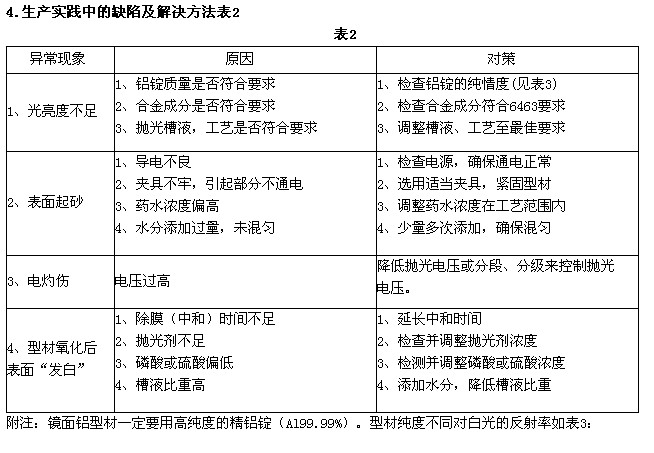 4.生产实践中的缺陷及解决方法表2
表2
异常现象 原因 对策
1、光亮度不足
1、铝锭质量是否符合要求
2、合金成分是否符合要求
3、抛光槽液，工艺是否符合要求
1、检查铝锭的纯情度(见表3)
2、检查合金成分符合6463要求
3、调整槽液、工艺至最佳要求
2、表面起砂
1、导电不良
2、夹具不牢，引起部分不通电
3、药水浓度偏高
4、水分添加过量，未混匀
1、检查电源，确保通电正常
2、选用适当夹具，紧固型材
3、调整药水浓度在工艺范围内
4、少量多次添加，确保混匀
3、电灼伤
电压过高
降低抛光电压或分段、分级来控制抛光
电压。
4、型材氧化后
表面“发白”
1、除膜（中和）时间不足
2、抛光剂不足
3、磷酸或硫酸偏低
4、槽液比重高
1、延长中和时间
2、检查并调整抛光剂浓度
3、检测并调整磷酸或硫酸浓度
4、添加水分，降低槽液比重
附注：镜面铝型材一定要用高纯度的精铝锭（Al99.99%）。型材纯度不同对白光的反射率如表3：